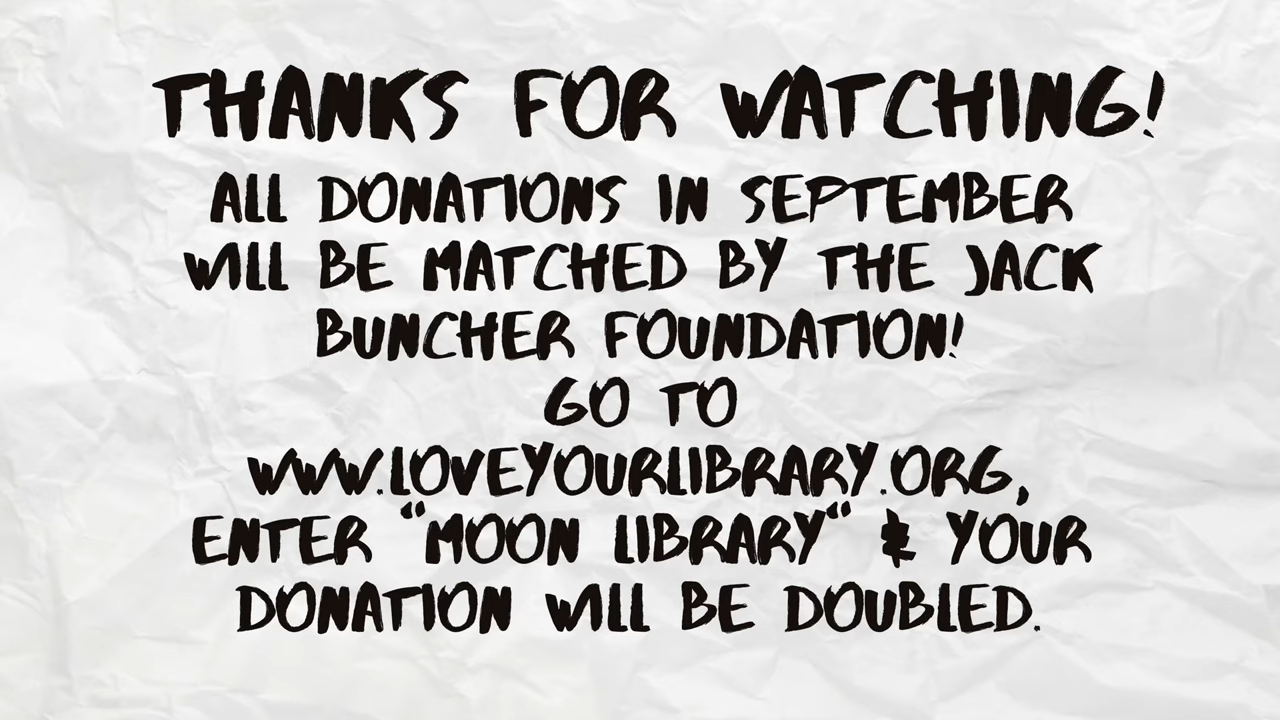 THANKS FOR WATCHING!
ALL DONATIONS IN SEPTEMBER
WILL BE MATCHED BY THE JACK
BUNCHER FOUNDATION!
GO TO
WWW.LOVEYOURLIBRARY.ORG,
ENTER “MOON LIBRARY“ & YOUR
DONATION WILL BE DOUBLED.